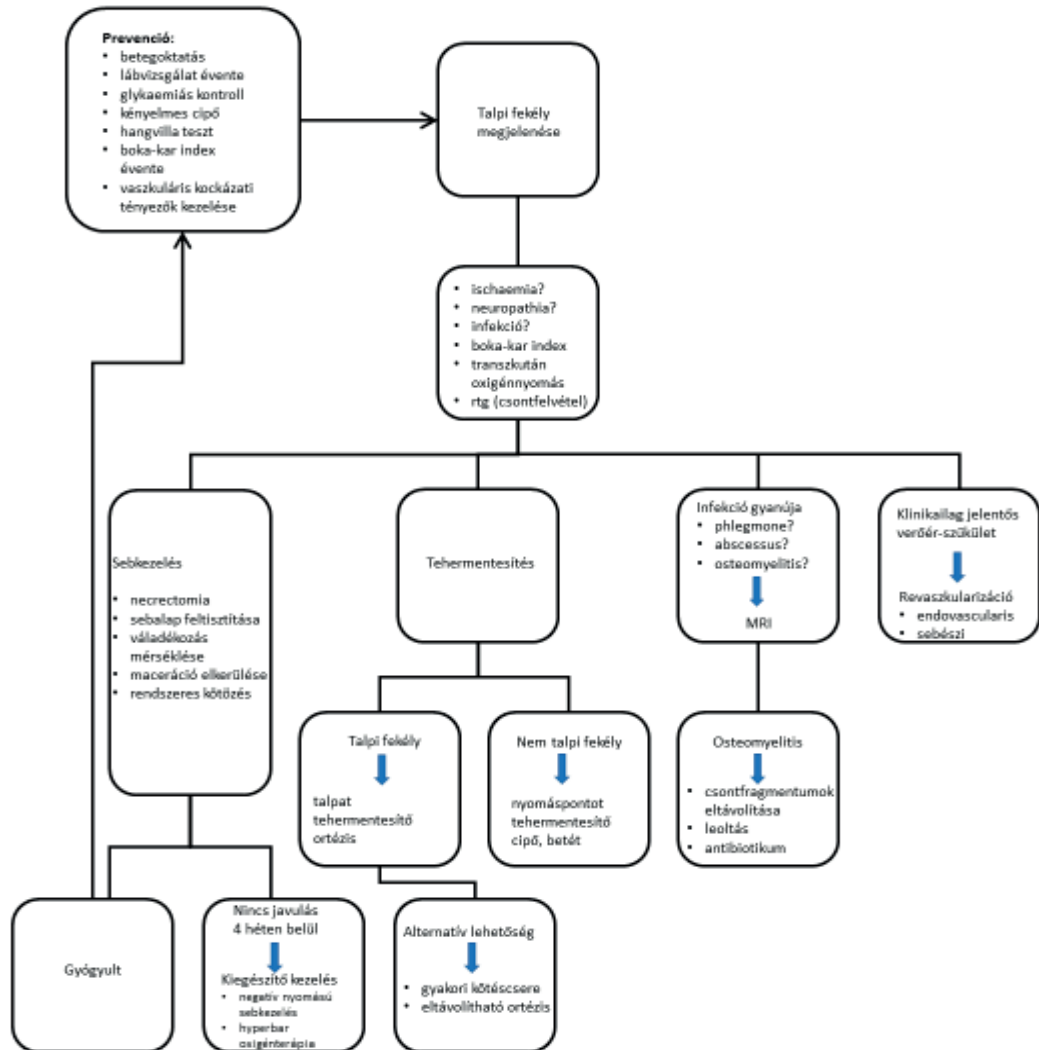 Prevenció:
• betegoktatás
• lábvizsgálat évente
• glykaemiás kontroll
• kényelmes cipő
• hangvilla teszt
• boka-kar index
évente
• vaszkuláris kockázati
tényezők kezelése
Talpi fekély
megjelenése
• ischaemia?
• neuropathia?
• infekció?
• boka-kar index
• transzkután
oxigénnyomás
• rtg (csontfelvétel)
Sebkezelés
• necrectomia
• sebalap feltisztítása
• váladékozás
mérséklése
• maceráció elkerülése
• rendszeres kötözés
Tehermentesítés
Infekció gyanúja
• phlegmone?
• abscessus?
• osteomyelitis?
MRI
Klinikailag jelentős
verőér-szűkület
Revaszkularizáció
• endovascularis
• sebészi
Talpi fekély
talpat
tehermentesítő
ortézis
Nem talpi fekély
nyomáspontot
tehermentesítő
cipő, betét
Osteomyelitis
• csontfragmentumok
eltávolítása
• leoltás
• antibiotikum
Gyógyult
Nincs javulás
4 héten belül
Kiegészítő kezelés
• negatív nyomású
sebkezelés
• hyperbar
oxigénterápia
Alternatív lehetőség
• gyakori kötéscsere
• eltávolítható ortézis